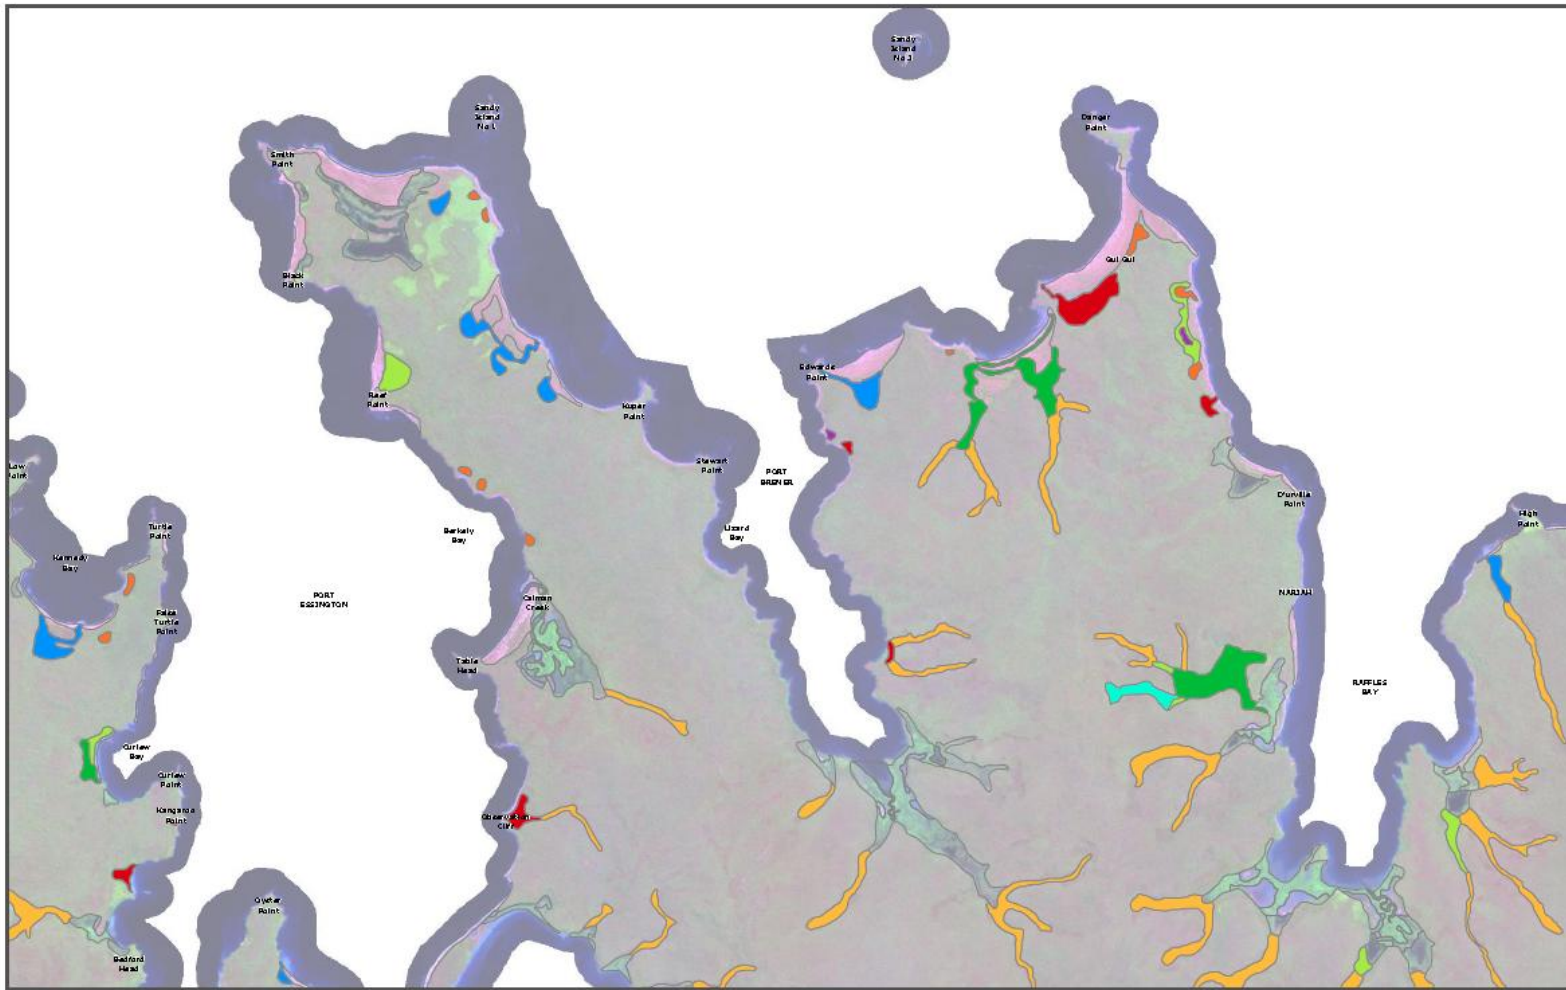 Sandy
Island
No 2
Sandy
Island
No 1
Danger
Point
Smith
Point
Gul Gul
Black
Point
Edwards
Point
Reef
Point
Kuper
Point
Stewart
Point
PORT
BREMER
Low
Point
D'urville
Point
High
Point
Turtle
Point
Berkely
Bay
Lizard
Bay
Kennedy
Bay
PORT
ESSINGTON
Caiman
Creek
False
Turtle
Point
Table
Head
RAFFLES
BAY
Curlew
Bay
Curlew
Point
Kangaroo
Point
Observation
Cliff
Oyster
Point
Bedford
Head